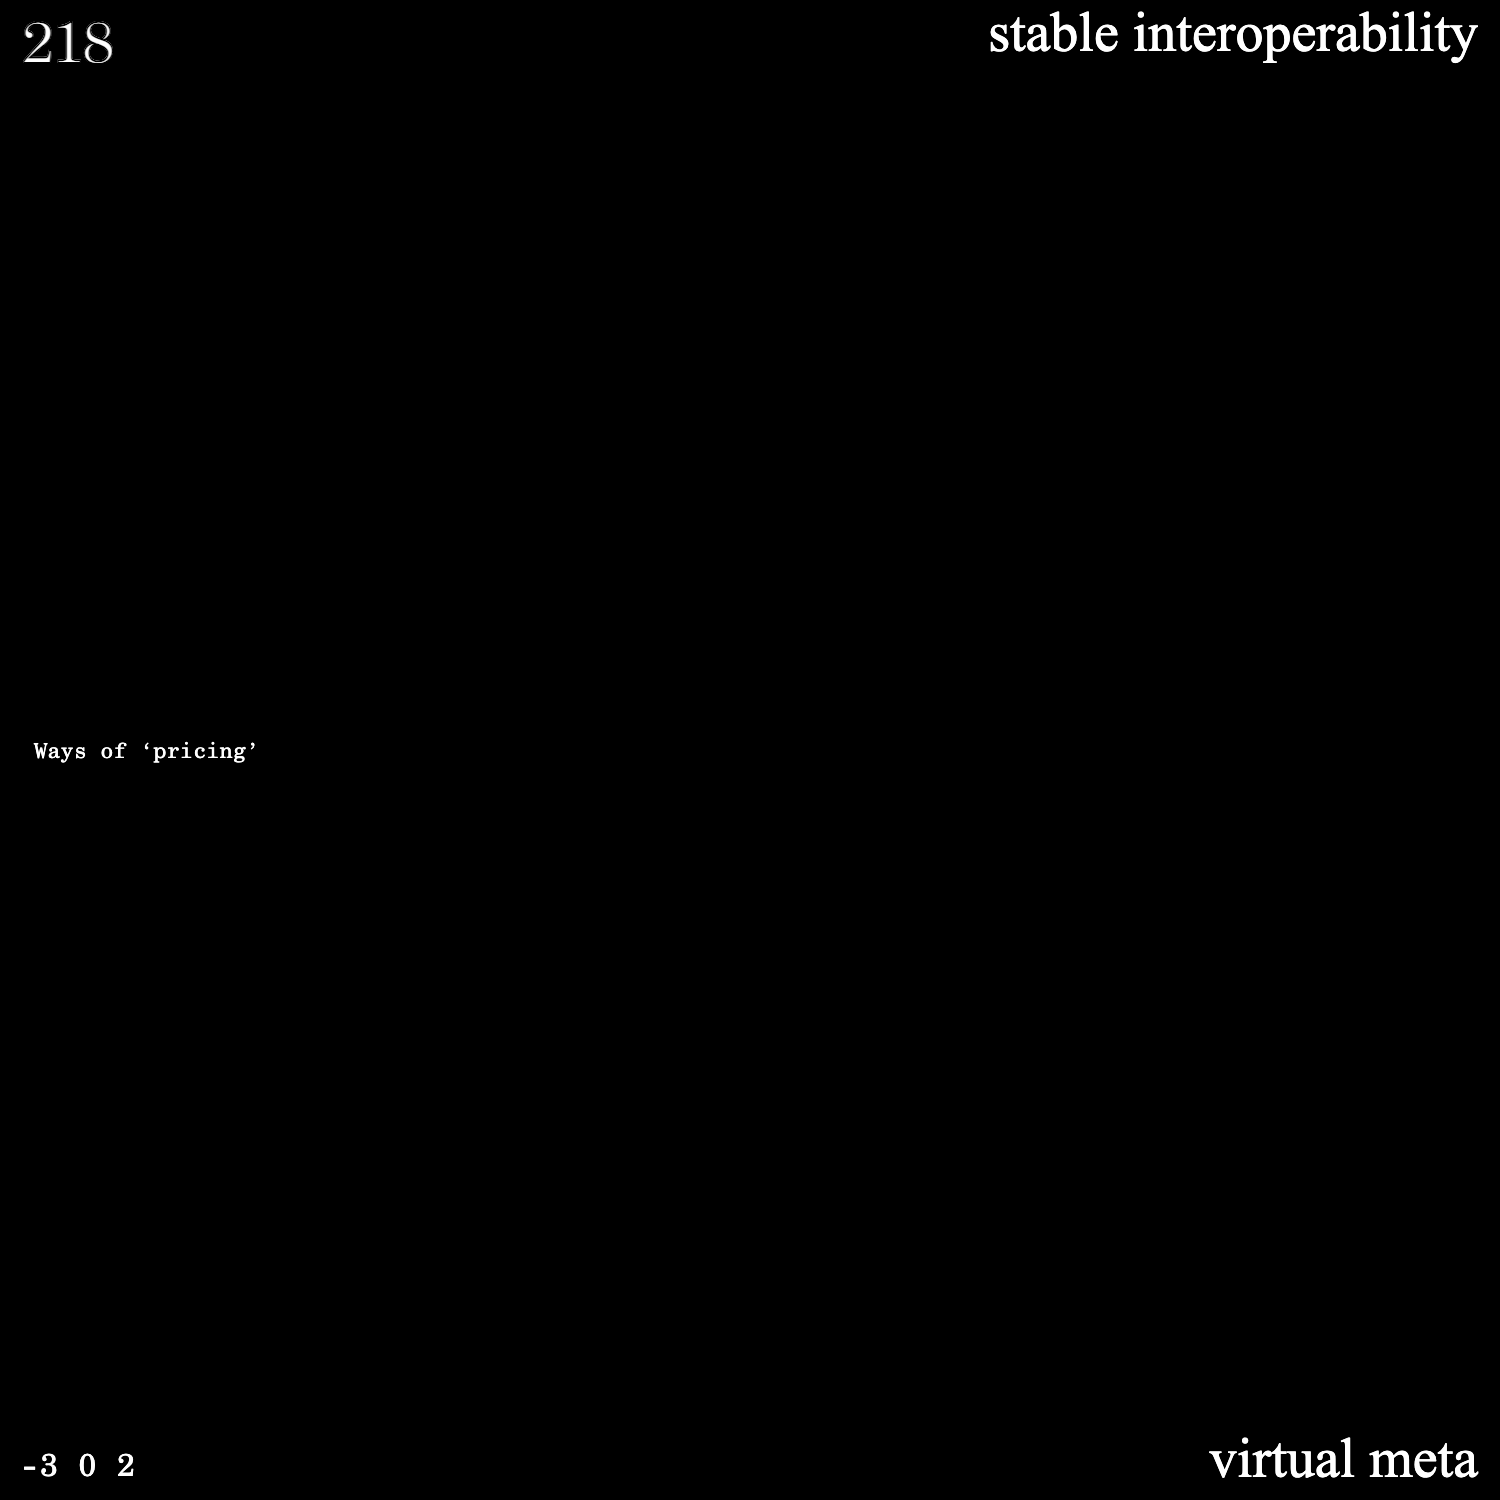 218
stable interoperability
Ways of ‘pricing’
-3 0 2
virtual meta